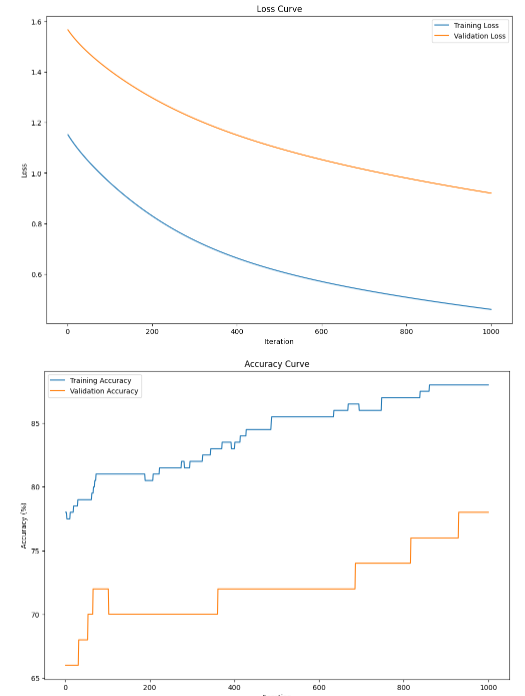 Loss Curve
Training Loss
Validation Loss
1.6
1.4
1.2
1.0
0.8
0.6
Loss
0 200 400 600 800 1000
Iteration
Accuracy Curve
Training Accuracy
Validation Accuracy
85
80
75
70
65
Accuracy (%)
0 200 400 600 800 1000